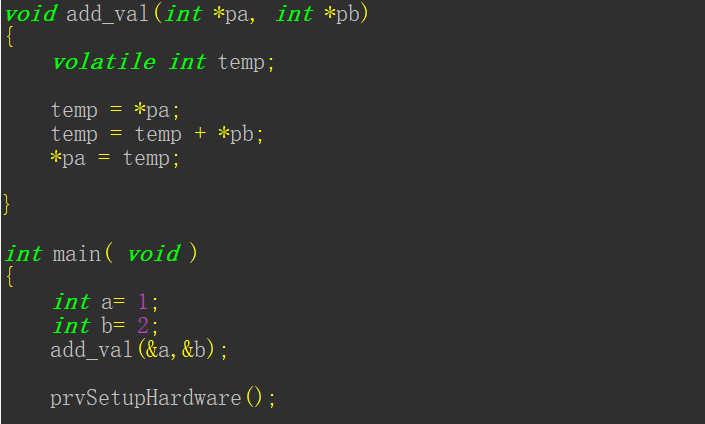 void add_val(int *pa, int *pb)
{
    volatile int temp;
    temp = *pa;
    temp = temp + *pb;
    *pa = temp;
}
int main( void )
{
    int a= 1;
    int b= 2;
    add_val(&a,&b);
    prvSetupHardware();